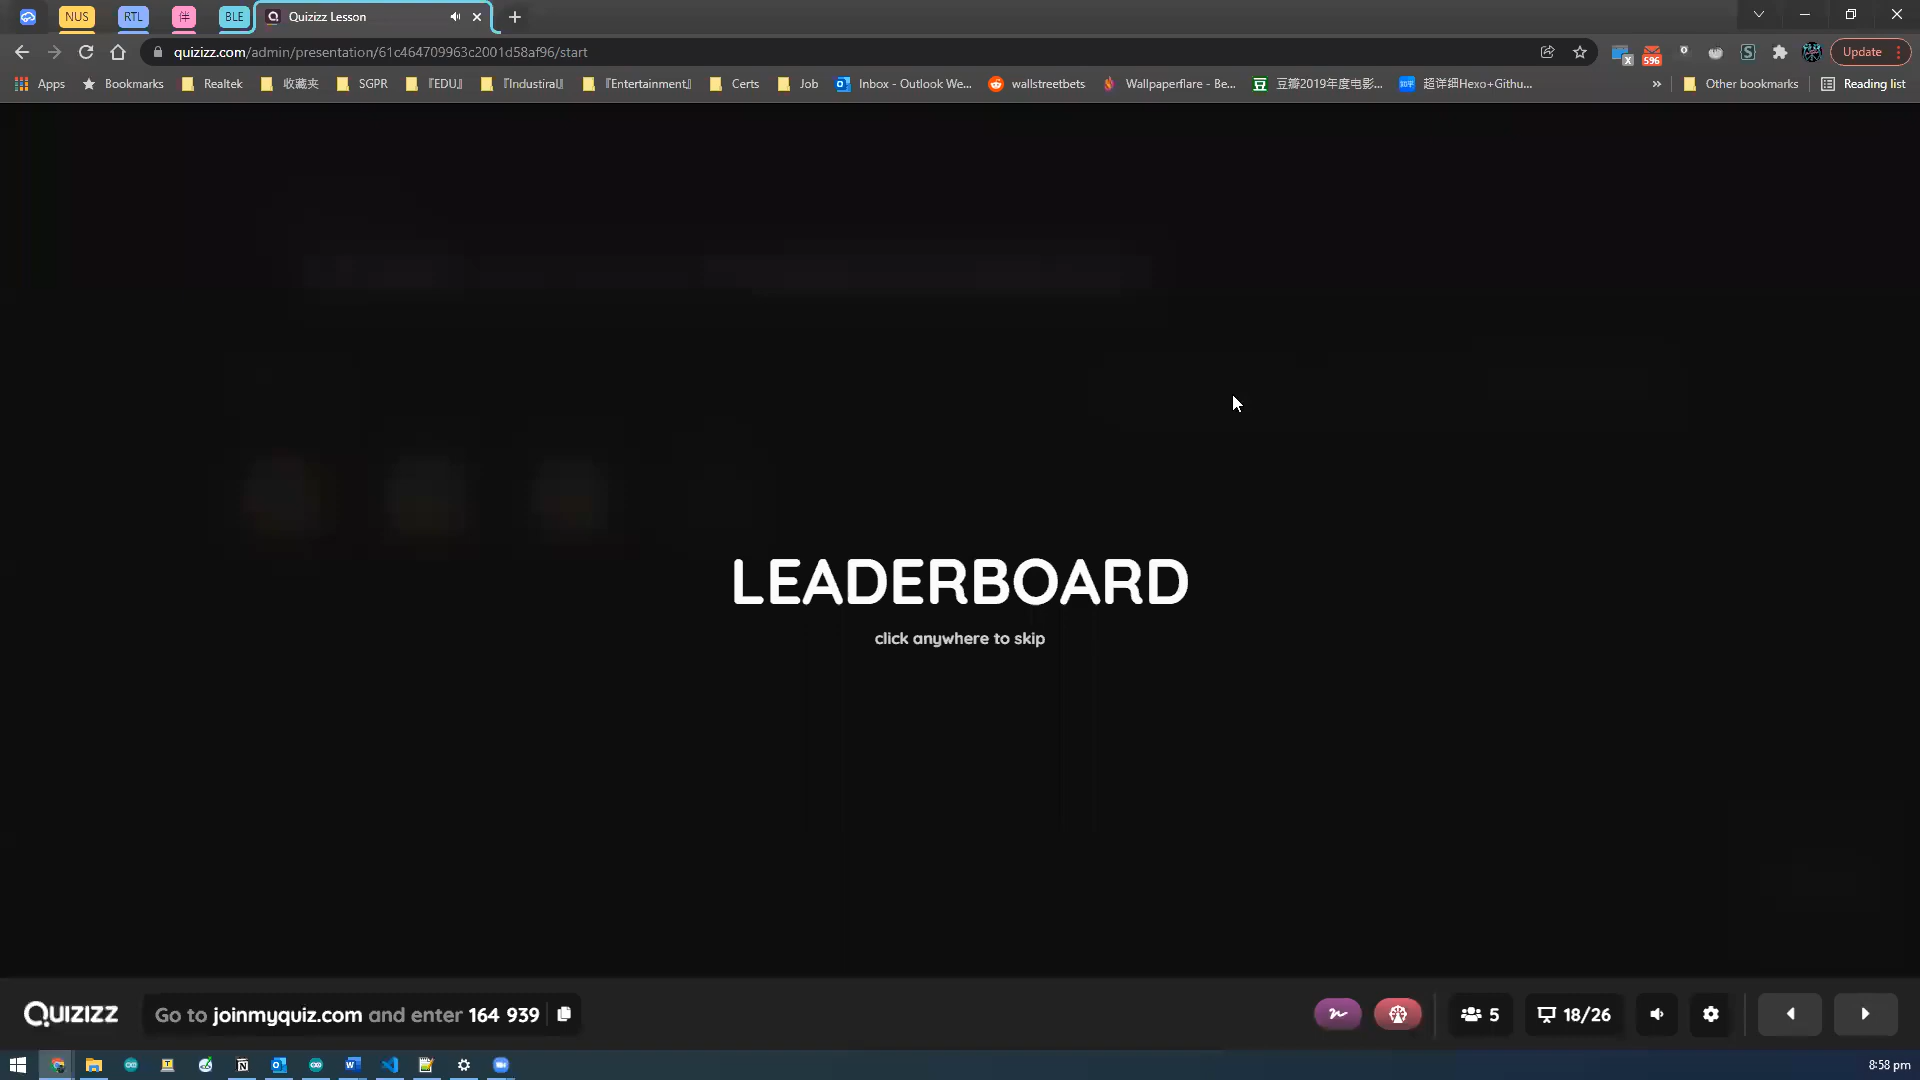 NUS RTL 伴 BLE Quizizz Lesson
quizizz.com/admin/presentation/61c464709963c2001d58af96/start
596 Update
Apps Bookmarks Realtek 收藏夹 SGPR 『EDU』 『Industiral』 『Entertainment』 Certs Job Inbox - Outlook We... wallstreetbets Wallpaperflare - Be... 豆瓣2019年度电影... 超详细Hexo+Githu... » Other bookmarks Reading list
LEADERBOARD
click anywhere to skip
QUIZIZZ Go to joinmyquiz.com and enter 164 939 5 18/26
8:58 pm